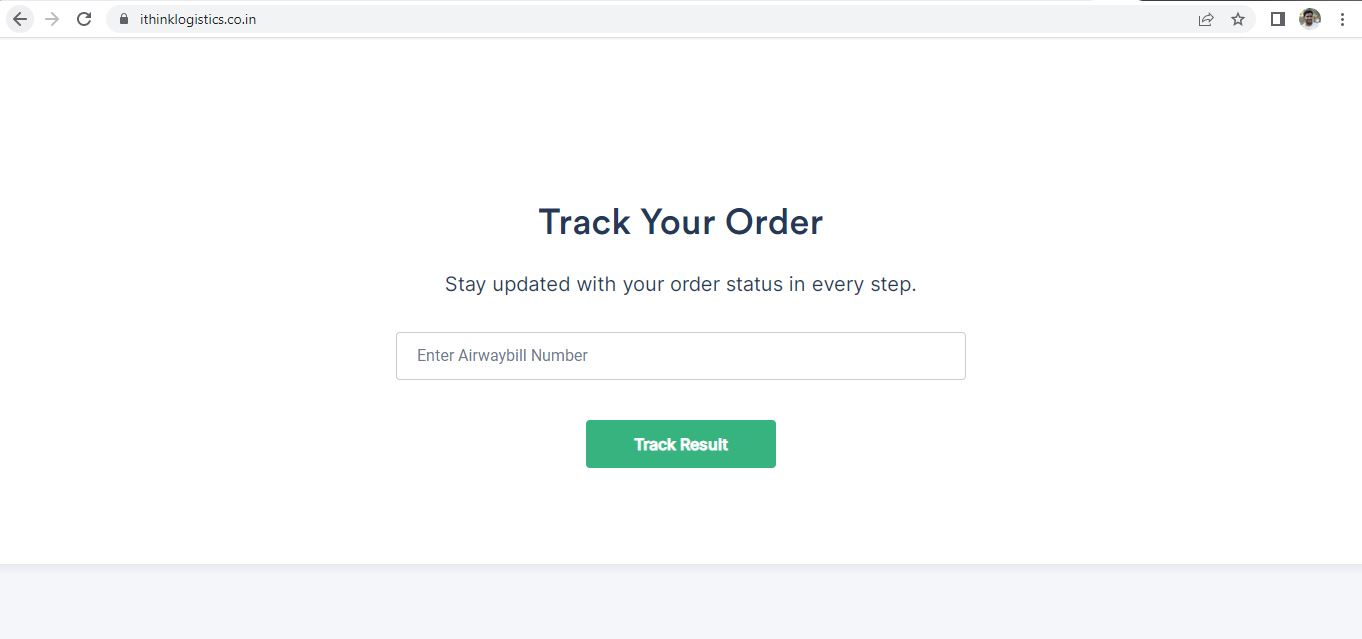 ithinklogistics.co.in
Track Your Order
Stay updated with your order status in every step.
Enter Airwaybill Number
Track Result